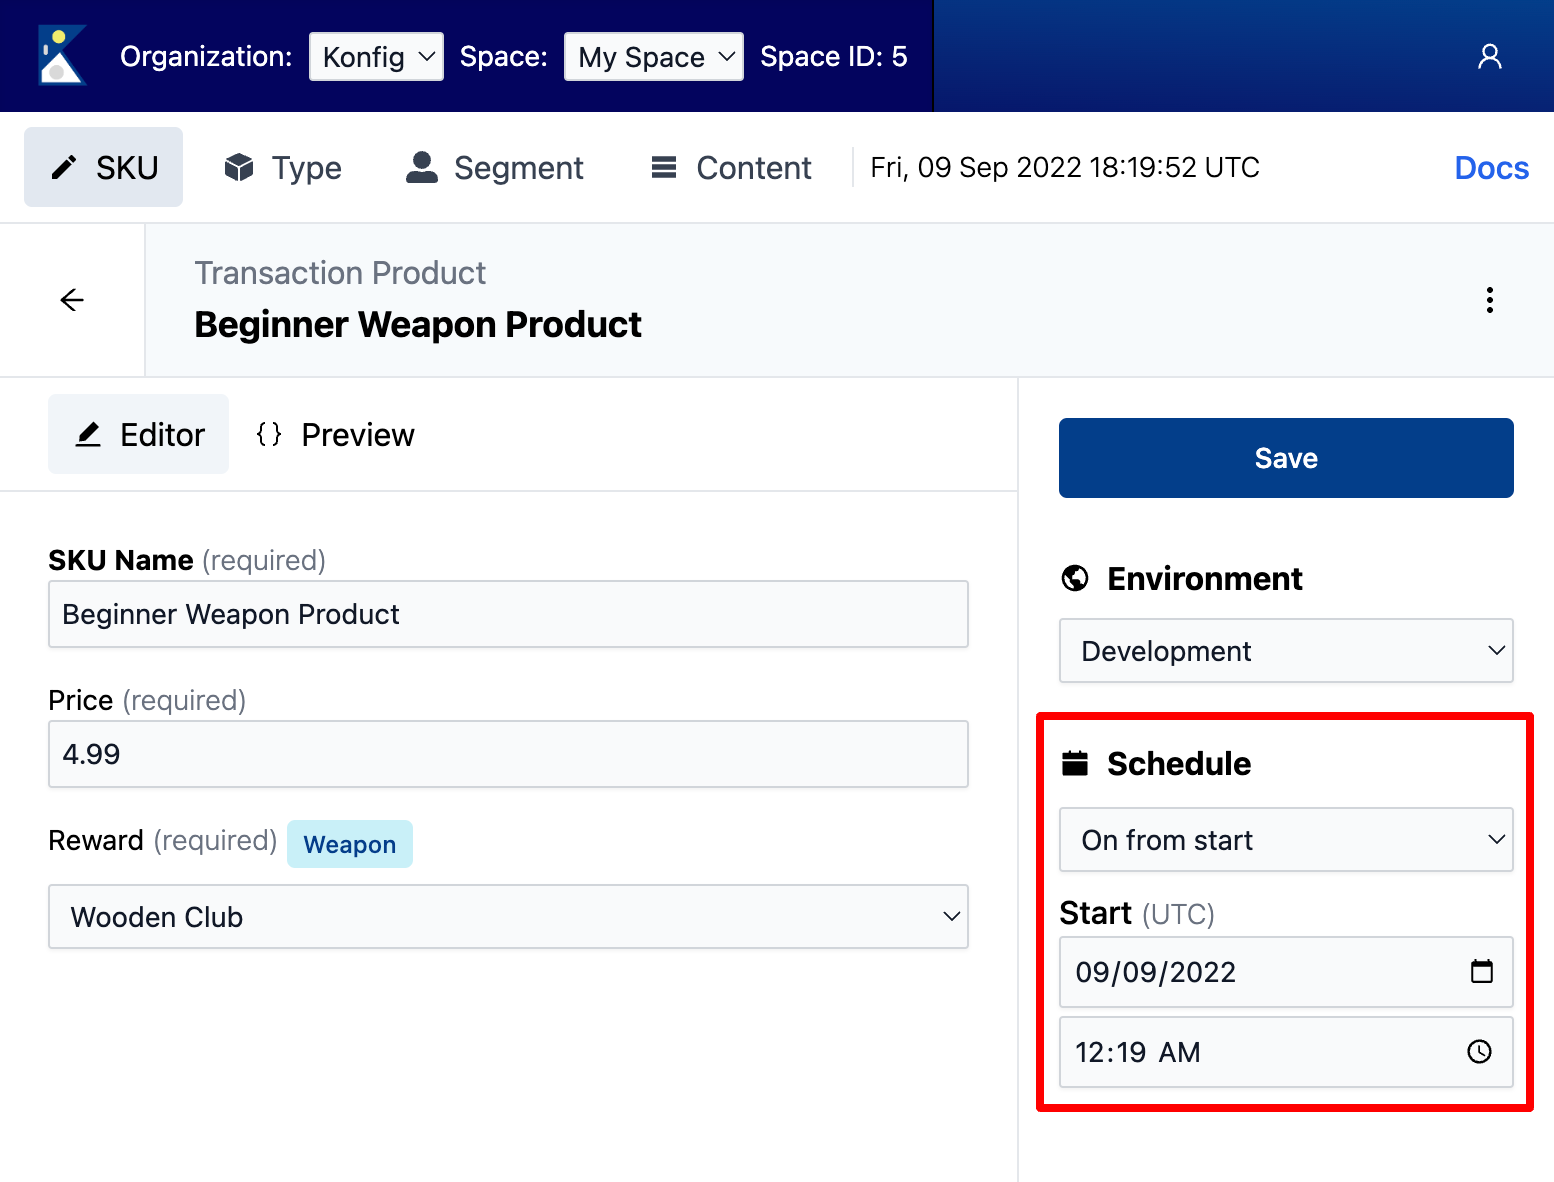 Organization: Konfig Space: My Space Space ID: 5
SKU Type Segment Content Fri, 09 Sep 2022 18:19:52 UTC Docs
Transaction Product
Beginner Weapon Product
Editor {} Preview
SKU Name (required)
Beginner Weapon Product
Price (required)
4.99
Reward (required) Weapon
Wooden Club
Save
Environment
Development
Schedule
On from start
Start (UTC)
09/09/2022
12:19 AM